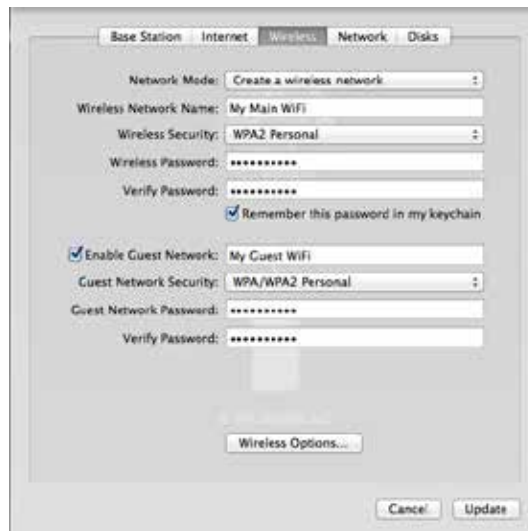 Base Station Internet Wireless Network Disks
Network Mode: Create a wireless network
Wireless Network Name: My Main WiFi
Wireless Security: WPA2 Personal
Wireless Password: ••••••••••
Verify Password: ••••••••••
Remember this password in my keychain
Enable Guest Network: My Guest WiFi
Guest Network Security: WPA/WPA2 Personal
Guest Network Password: ••••••••••
Verify Password: ••••••••••
Wireless Options...
Cancel Update